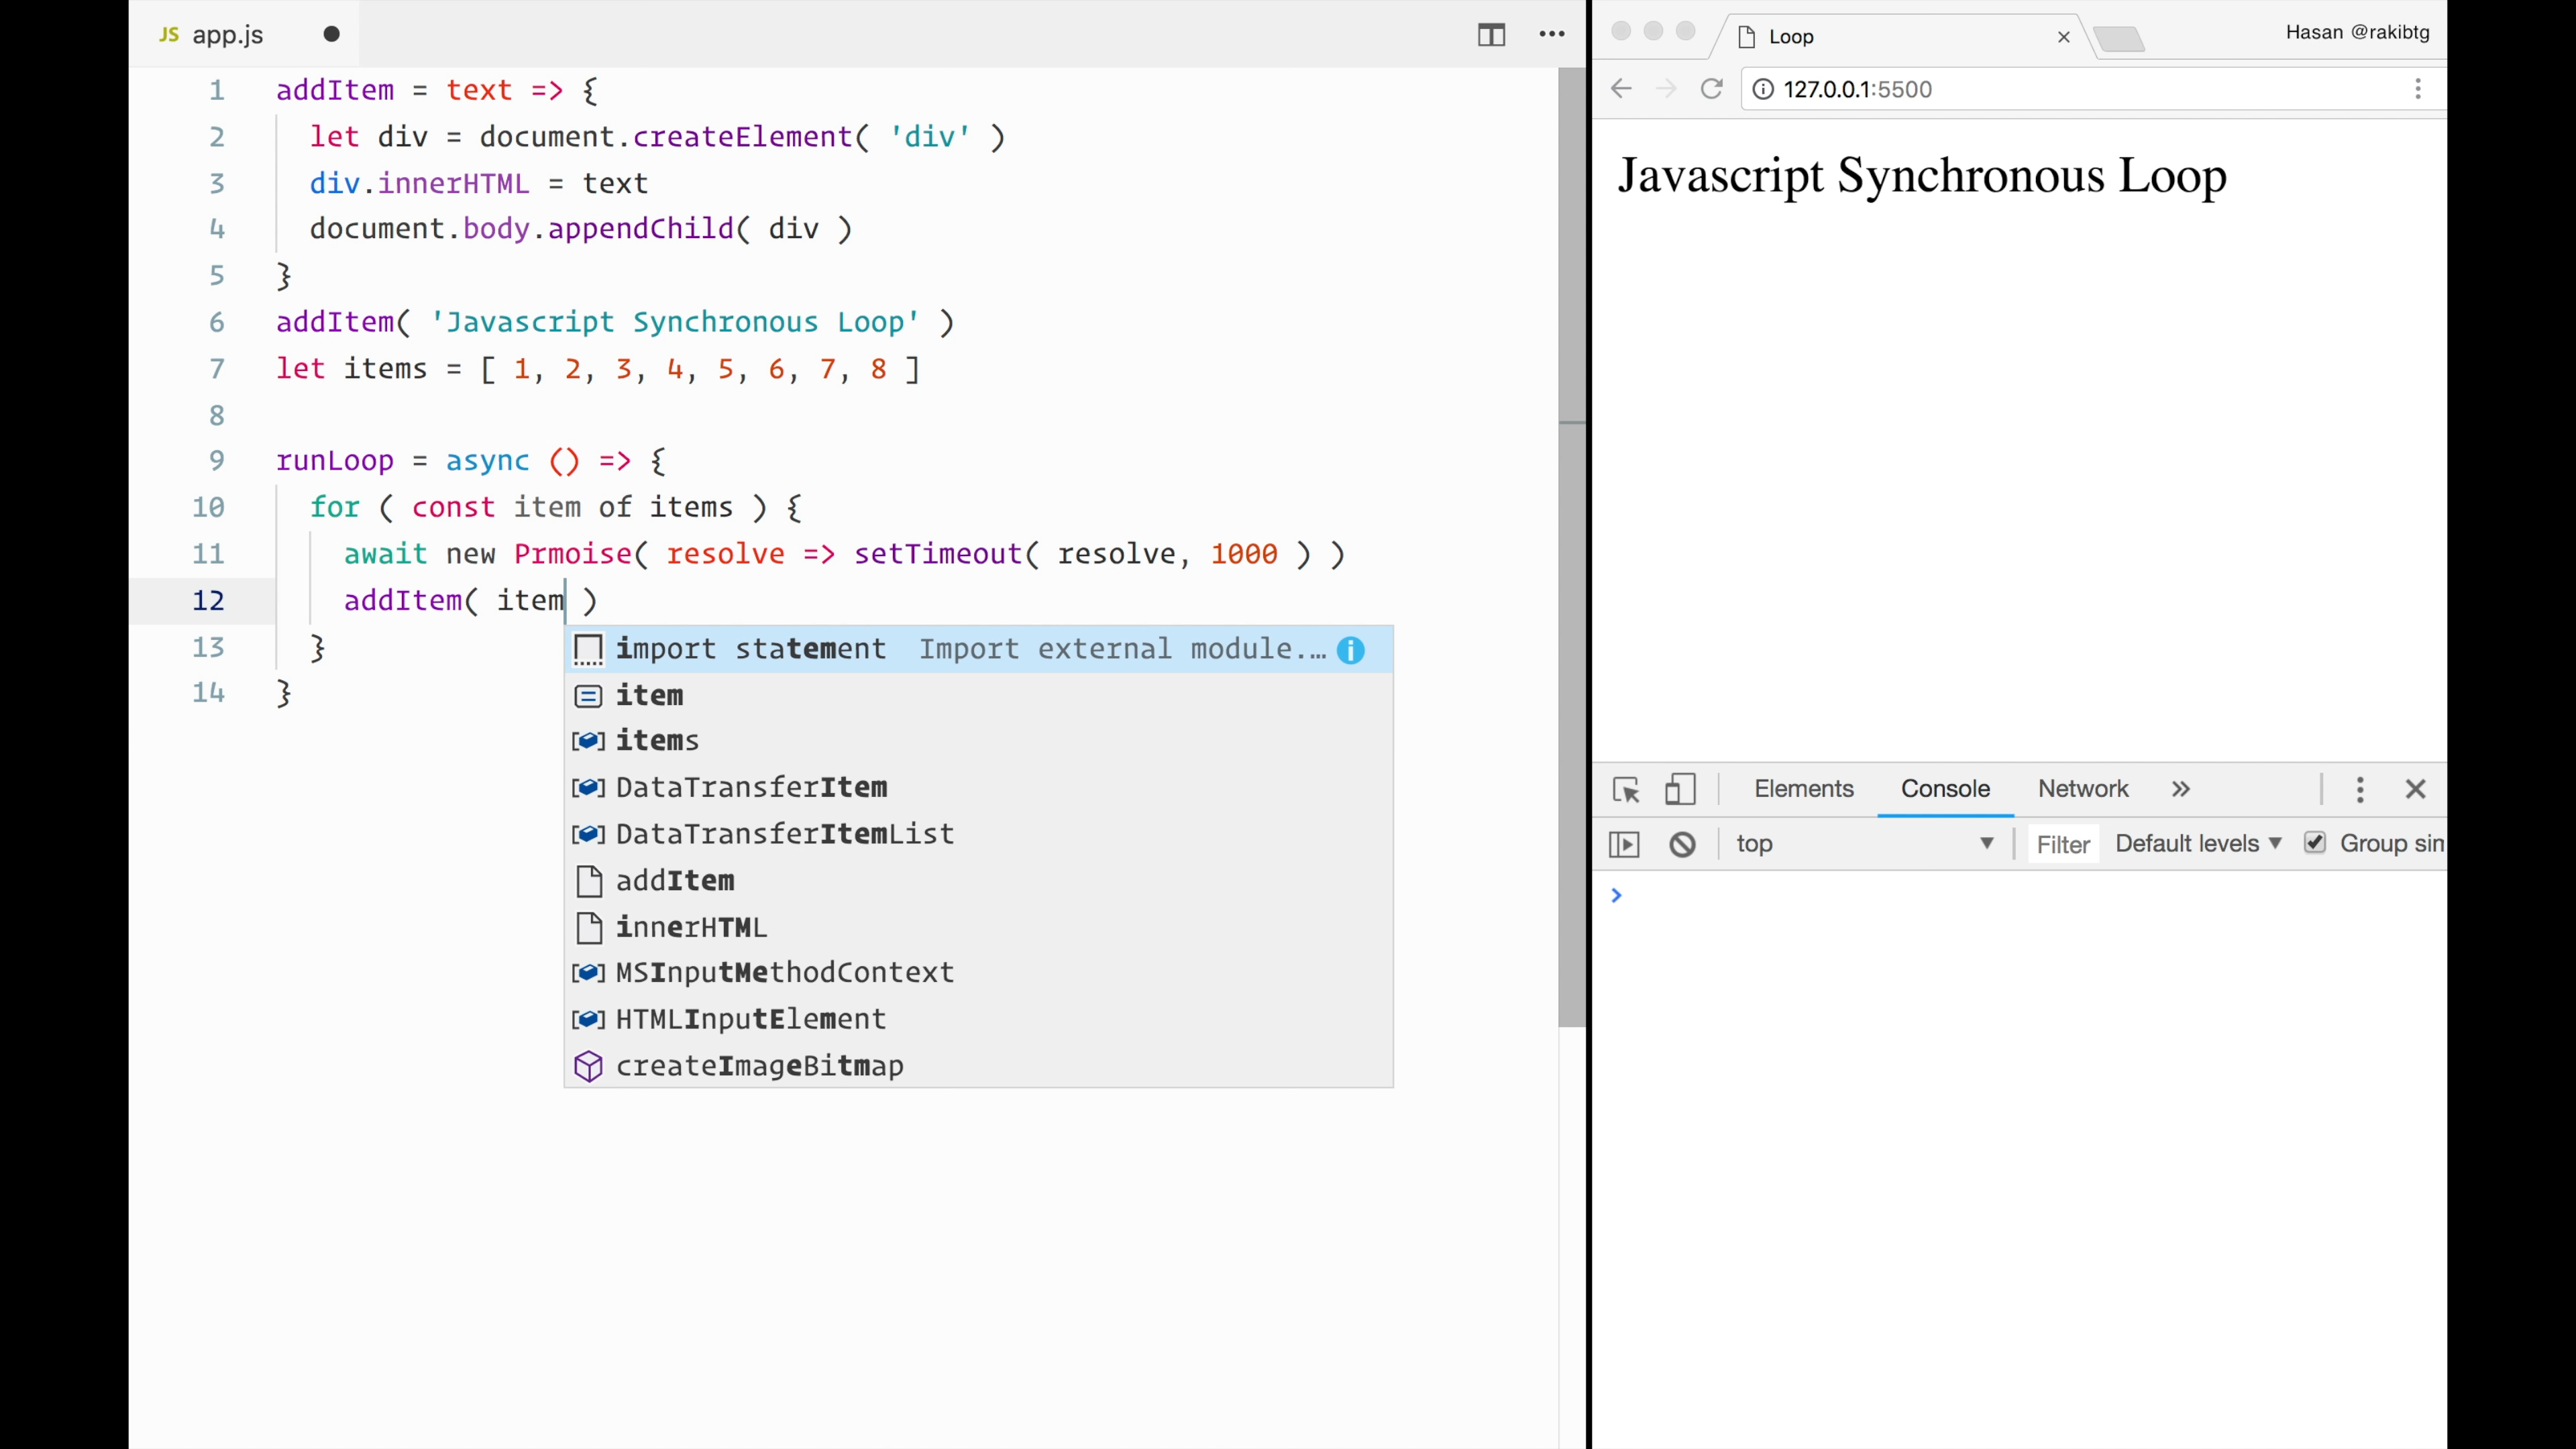 JS app.js
1 addItem = text => {
2 let div = document.createElement( 'div' )
3 div.innerHTML = text
4 document.body.appendChild( div )
5 }
6 addItem( 'Javascript Synchronous Loop' )
7 let items = [ 1, 2, 3, 4, 5, 6, 7, 8 ]
8
9 runLoop = async () => {
10 for ( const item of items ) {
11 await new Prmoise( resolve => setTimeout( resolve, 1000 ) )
12 addItem( item )
13 }
14 }
import statement Import external module.…
item
items
DataTransferItem
DataTransferItemList
addItem
innerHTML
MSInputMethodContext
HTMLInputElement
createImageBitmap
Loop
Hasan @rakibtg
127.0.0.1:5500
Javascript Synchronous Loop
Elements Console Network »
top Filter Default levels Group sin